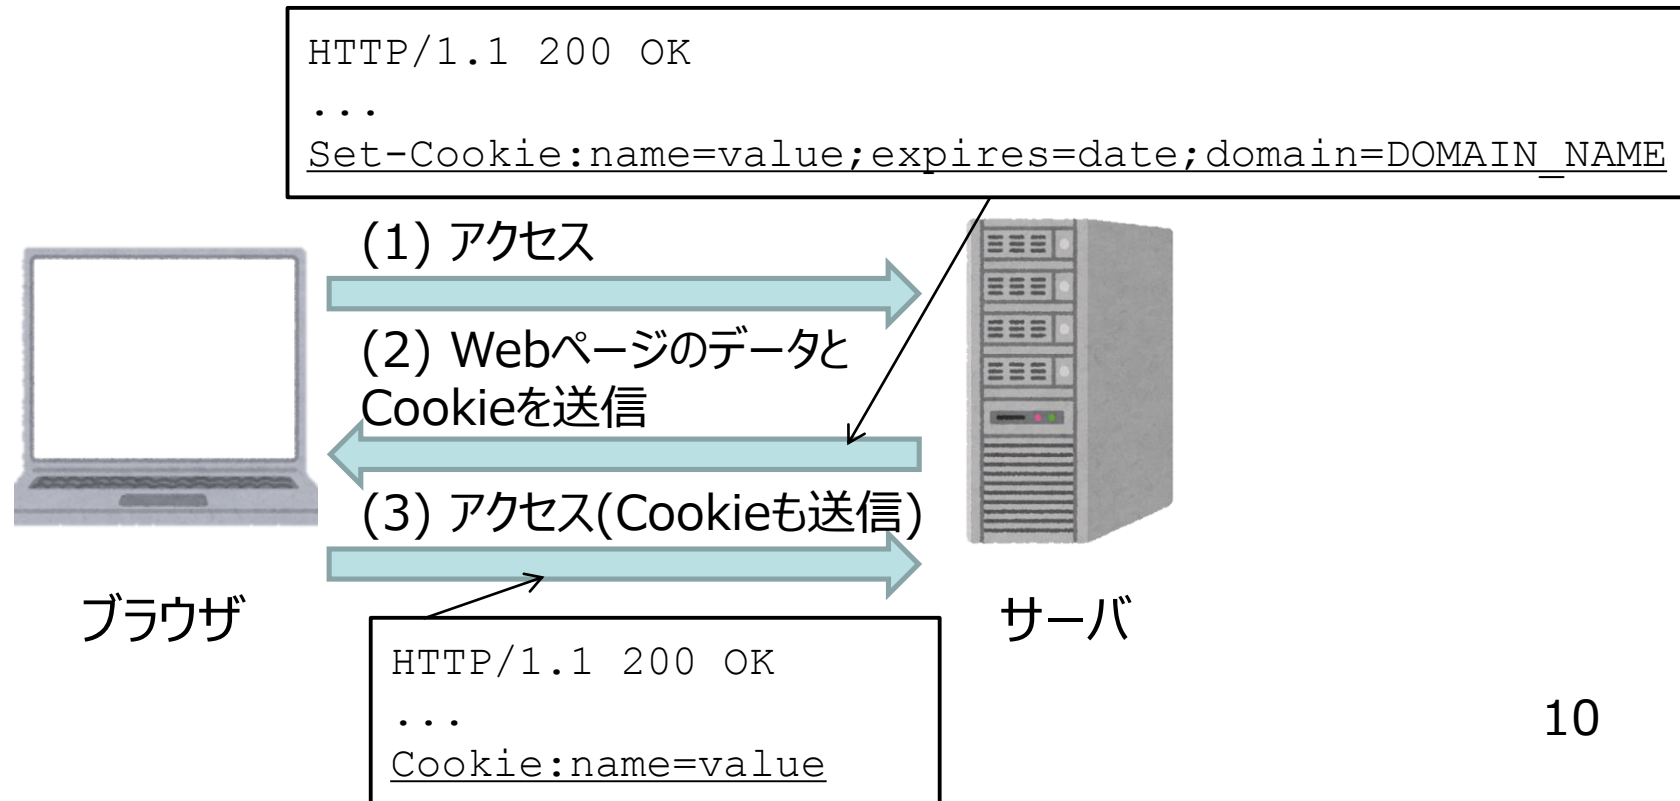 HTTP/1.1 200 OK
...
Set-Cookie:name=value;expires=date;domain=DOMAIN_NAME
(1) アクセス
(2) Webページのデータと
Cookieを送信
(3) アクセス(Cookieも送信)
ブラウザ
サーバ
HTTP/1.1 200 OK
...
Cookie:name=value
10